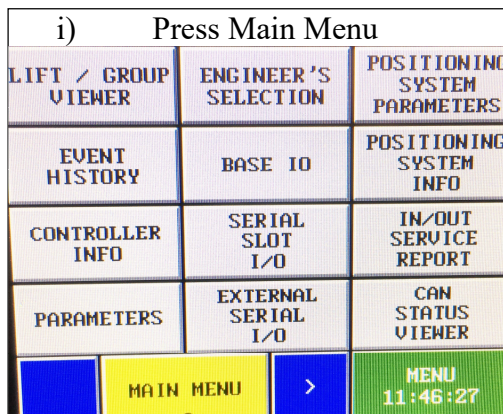 i) Press Main Menu
LIFT / GROUP
VIEWER
ENGINEER'S
SELECTION
POSITIONING
SYSTEM
PARAMETERS
EVENT
HISTORY
BASE IO
POSITIONING
SYSTEM
INFO
CONTROLLER
INFO
SERIAL
SLOT
I/O
IN/OUT
SERVICE
REPORT
PARAMETERS
EXTERNAL
SERIAL
I/O
CAN
STATUS
VIEWER
MAIN MENU
>
MENU
11:46:27